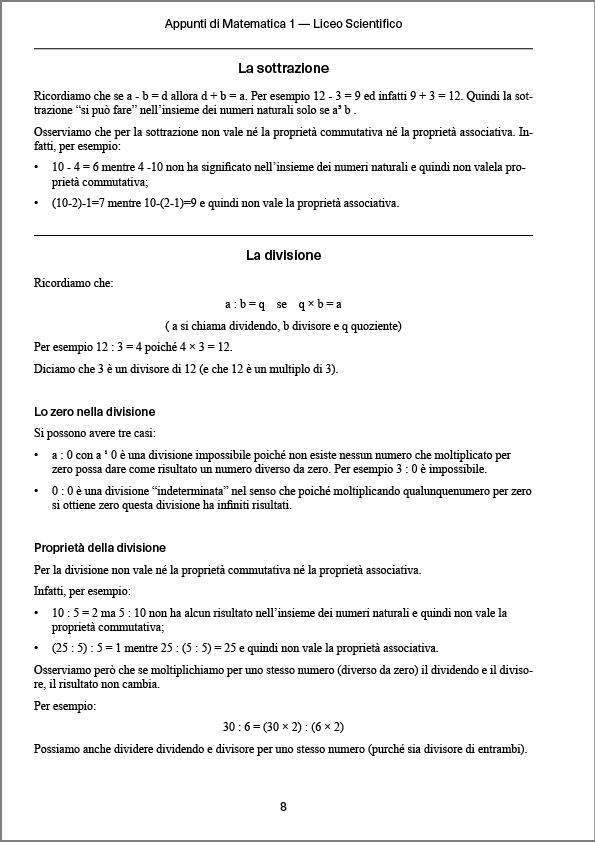 Appunti di Matematica 1 — Liceo Scientifico
La sottrazione
Ricordiamo che se a - b = d allora d + b = a. Per esempio 12 - 3 = 9 ed infatti 9 + 3 = 12. Quindi la sot-
trazione “si può fare” nell’insieme dei numeri naturali solo se a³ b .
Osserviamo che per la sottrazione non vale né la proprietà commutativa né la proprietà associativa. In-
fatti, per esempio:
• 10 - 4 = 6 mentre 4 -10 non ha significato nell’insieme dei numeri naturali e quindi non valela pro-
prietà commutativa;
• (10-2)-1=7 mentre 10-(2-1)=9 e quindi non vale la proprietà associativa.
La divisione
Ricordiamo che:
a : b = q se q × b = a
( a si chiama dividendo, b divisore e q quoziente)
Per esempio 12 : 3 = 4 poiché 4 × 3 = 12.
Diciamo che 3 è un divisore di 12 (e che 12 è un multiplo di 3).
Lo zero nella divisione
Si possono avere tre casi:
• a : 0 con a ¹ 0 è una divisione impossibile poiché non esiste nessun numero che moltiplicato per
zero possa dare come risultato un numero diverso da zero. Per esempio 3 : 0 è impossibile.
• 0 : 0 è una divisione “indeterminata” nel senso che poiché moltiplicando qualunquenumero per zero
si ottiene zero questa divisione ha infiniti risultati.
Proprietà della divisione
Per la divisione non vale né la proprietà commutativa né la proprietà associativa.
Infatti, per esempio:
• 10 : 5 = 2 ma 5 : 10 non ha alcun risultato nell’insieme dei numeri naturali e quindi non vale la
proprietà commutativa;
• (25 : 5) : 5 = 1 mentre 25 : (5 : 5) = 25 e quindi non vale la proprietà associativa.
Osserviamo però che se moltiplichiamo per uno stesso numero (diverso da zero) il dividendo e il diviso-
re, il risultato non cambia.
Per esempio:
30 : 6 = (30 × 2) : (6 × 2)
Possiamo anche dividere dividendo e divisore per uno stesso numero (purché sia divisore di entrambi).
8